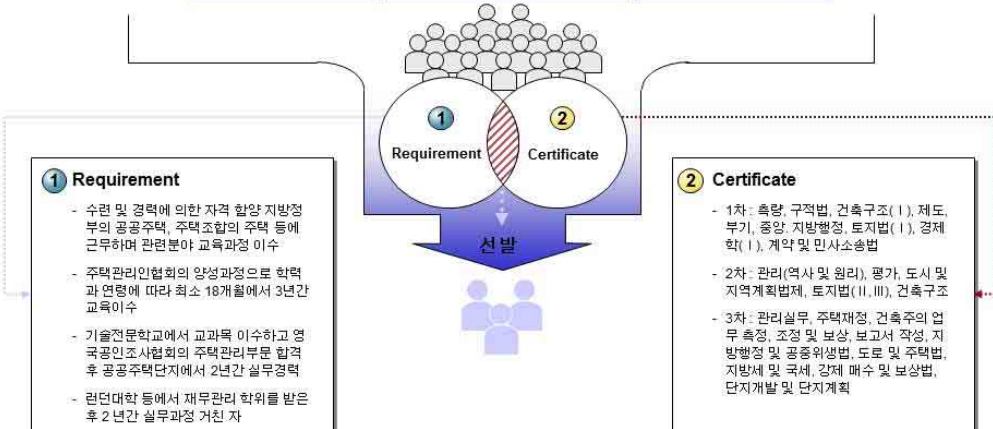 1
2
Requirement
Certificate
선발
1 Requirement
- 수련 및 경력에 의한 자격 함양 지방정
부의 공공주택, 주택조합의 주택 등에
근무하며 관련분야 교육과정 이수
- 주택관리인협회의 양성과정으로 학력
과 연령에 따라 최소 18개월에서 3년간
교육이수
- 기술전문학교에서 교과목 이수하고 영
국공인조사협회의 주택관리부문 합격
후 공공주택단지에서 2년간 실무경력
- 런던대학 등에서 재무관리 학위를 받은
후 2 년간 실무과정 거친 자
2 Certificate
- 1차 : 측량, 구적법, 건축구조(Ⅰ), 제도,
부기, 중앙. 지방행정, 토지법(Ⅰ), 경제
학(Ⅰ), 계약 및 민사소송법
- 2차 : 관리(역사 및 원리), 평가, 도시 및
지역계획법제, 토지법(Ⅱ,Ⅲ), 건축구조
- 3차 : 관리실무, 주택재정, 건축주의 업
무 측정, 조정 및 보상, 보고서 작성, 지
방행정 및 공중위생법, 도로 및 주택법,
지방세 및 국세, 강제 매수 및 보상법,
단지개발 및 단지계획